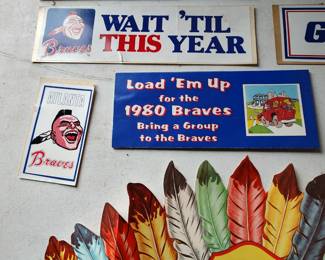 WAIT 'TIL
THIS YEAR
Braves
G
Load 'Em Up
for the
1980 Braves
Bring a Group
to the Braves
ATLANTA
Braves